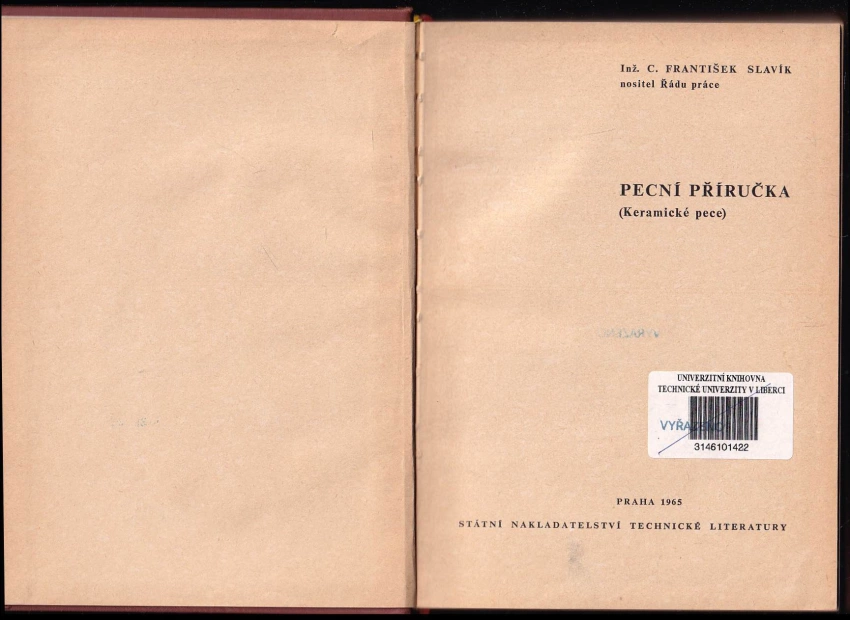 Inž. C. FRANTIŠEK SLAVÍK
nositel Řádu práce
PECNÍ PŘÍRUČKA
(Keramické pece)
VYŘAZENO
UNIVERZITNÍ KNIHOVNA
TECHNICKÉ UNIVERZITY V LIBERCI
VYŘAZENO
3146101422
PRAHA 1965
STÁTNÍ NAKLADATELSTVÍ TECHNICKÉ LITERATURY